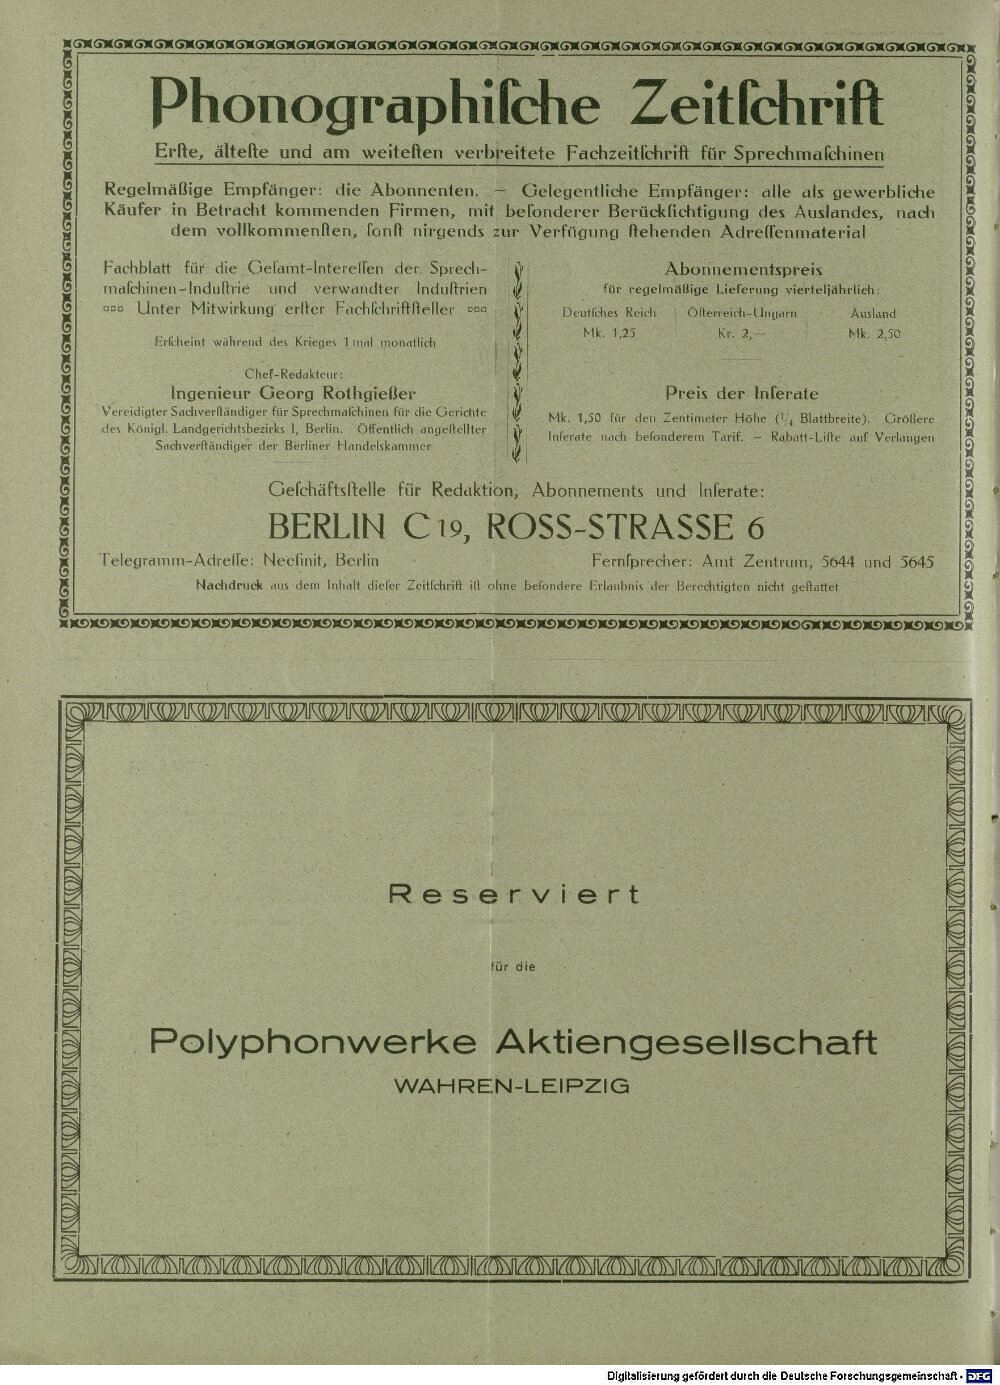 Phonographiſche Zeitſchrift
Erſte, älteſte und am weiteſten verbreitete Fachzeitſchrift für Sprechmaſchinen
Regelmäßige Empfänger: die Abonnenten. — Gelegentliche Empfänger: alle als gewerbliche
Käufer in Betracht kommenden Firmen, mit beſonderer Berückſichtigung des Auslandes, nach
dem vollkommenſten, ſonſt nirgends zur Verfügung ſtehenden Adreſſenmaterial
Fachblatt für die Geſamt-Intereſſen der Sprech-
maſchinen-Induſtrie und verwandter Induſtrien
▫▫▫ Unter Mitwirkung erſter Fachſchriftſteller ▫▫▫
Erſcheint während des Krieges 1 mal monatlich
Chef-Redakteur:
Ingenieur Georg Rothgießer
Vereidigter Sachverſtändiger für Sprechmaſchinen für die Gerichte
des Königl. Landgerichtsbezirks I, Berlin. Öffentlich angeſtellter
Sachverſtändiger der Berliner Handelskammer
Abonnementspreis
für regelmäßige Lieferung vierteljährlich:
Deutſches Reich Öſterreich-Ungarn Ausland
Mk. 1,25 Kr. 2,— Mk. 2,50
Preis der Inſerate
Mk. 1,50 für den Zentimeter Höhe (¹/₄ Blattbreite). Größere
Inſerate nach beſonderem Tarif. — Rabatt-Liſte auf Verlangen
Geſchäftsſtelle für Redaktion, Abonnements und Inſerate:
BERLIN C 19, ROSS-STRASSE 6
Telegramm-Adreſſe: Necſinit, Berlin Fernſprecher: Amt Zentrum, 5644 und 5645
Nachdruck aus dem Inhalt dieſer Zeitſchrift iſt ohne beſondere Erlaubnis der Berechtigten nicht geſtattet
Reserviert
für die
Polyphonwerke Aktiengesellschaft
WAHREN-LEIPZIG
Digitalisierung gefördert durch die Deutsche Forschungsgemeinschaft - DFG